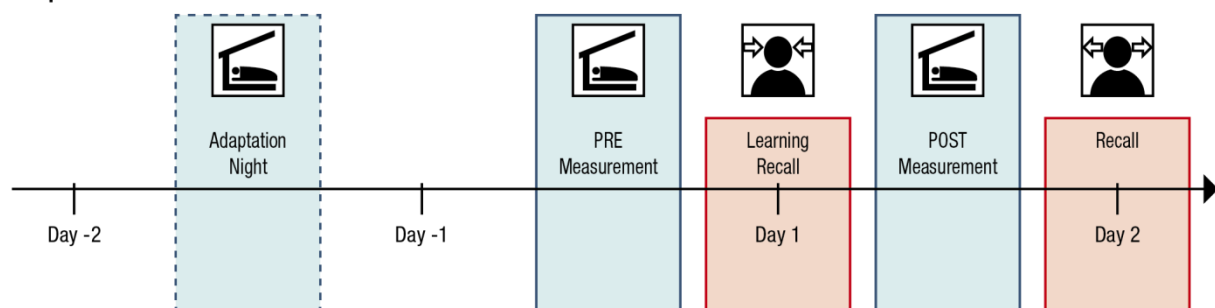 Adaptation
Night
PRE
Measurement
Learning
Recall
POST
Measurement
Recall
Day -2
Day -1
Day 1
Day 2